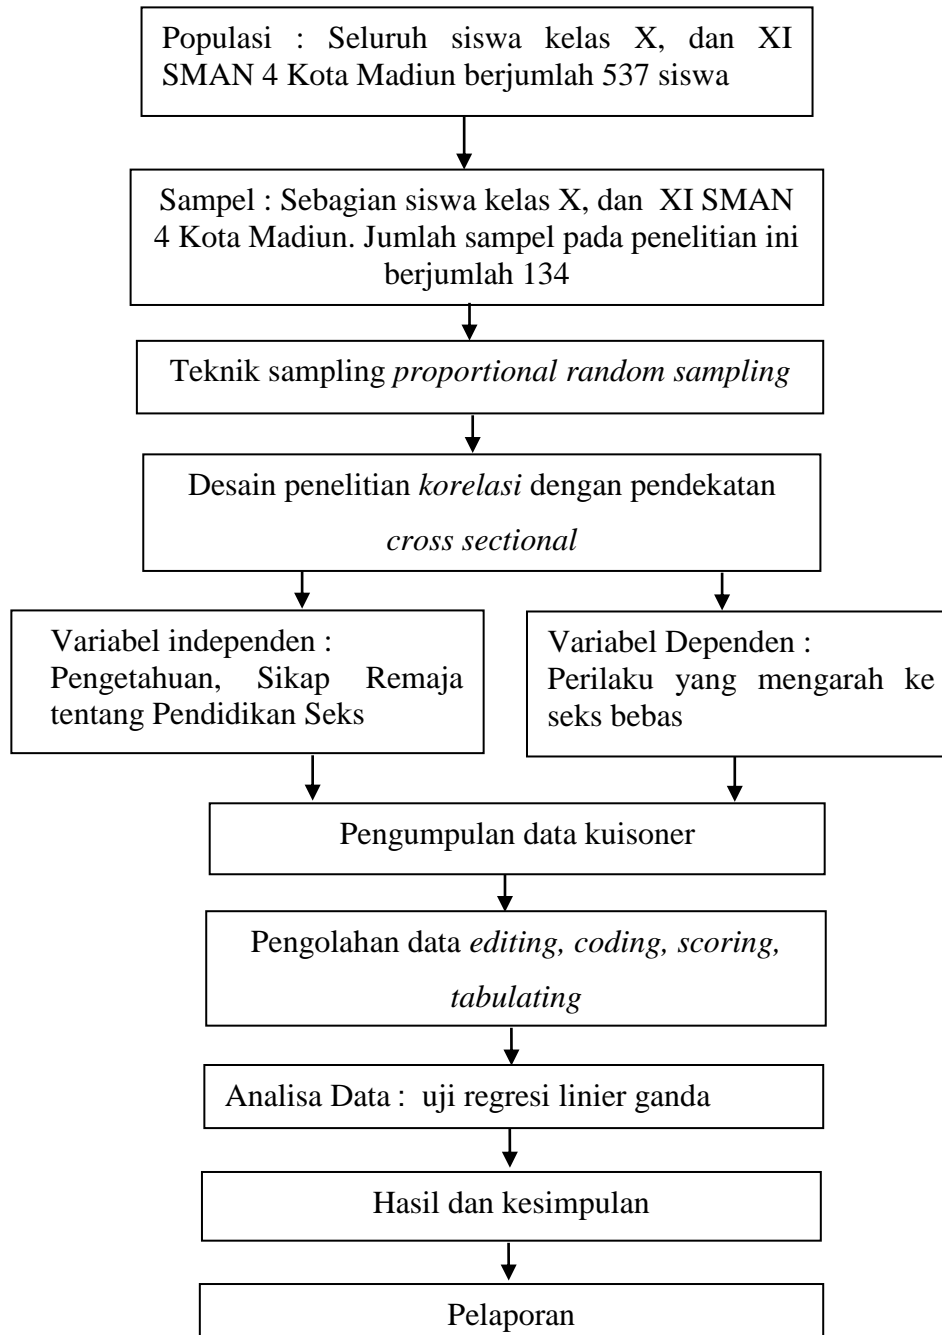 Populasi : Seluruh siswa kelas X, dan XI
SMAN 4 Kota Madiun berjumlah 537 siswa
Sampel : Sebagian siswa kelas X, dan XI SMAN
4 Kota Madiun. Jumlah sampel pada penelitian ini
berjumlah 134
Teknik sampling proportional random sampling
Desain penelitian korelasi dengan pendekatan
cross sectional
Variabel independen :
Pengetahuan, Sikap Remaja
tentang Pendidikan Seks
Variabel Dependen :
Perilaku yang mengarah ke
seks bebas
Pengumpulan data kuisoner
Pengolahan data editing, coding, scoring,
tabulating
Analisa Data : uji regresi linier ganda
Hasil dan kesimpulan
Pelaporan